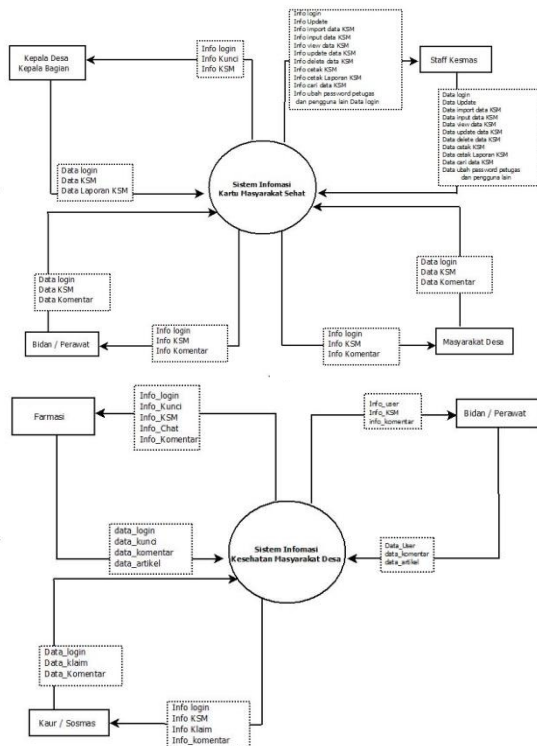 Kepala Desa
Kepala Bagian
Info login
Info Kunci
Info KSM
Info login
Info Update
Info import data KSM
Info input data KSM
Info view data KSM
Info update data KSM
Info delete data KSM
Info cetak KSM
Info cetak Laporan KSM
Info cari data KSM
Info ubah password petugas
dan pengguna lain Data login
Staff Kesmas
Data login
Data Update
Data import data KSM
Data input data KSM
Data view data KSM
Data update data KSM
Data delete data KSM
Data cetak KSM
Data cetak Laporan KSM
Data cari data KSM
Data ubah password petugas
dan pengguna lain
Data login
Data KSM
Data Laporan KSM
Sistem Infomasi
Kartu Masyarakat Sehat
Data login
Data KSM
Data Komentar
Data login
Data KSM
Data Komentar
Bidan / Perawat
Info login
Info KSM
Info Komentar
Info login
Info KSM
Info Komentar
Masyarakat Desa
Farmasi
Info_login
Info_Kunci
Info_KSM
Info_Chat
Info_Komentar
Info_user
Info_KSM
info_komentar
Bidan / Perawat
data_login
data_kunci
data_komentar
data_artikel
Sistem Infomasi
Kesehatan Masyarakat Desa
Data_User
data_komentar
data_artikel
Data_login
Data_klaim
Data_Komentar
Kaur / Sosmas
Info login
Info KSM
Info Klaim
Info_komentar